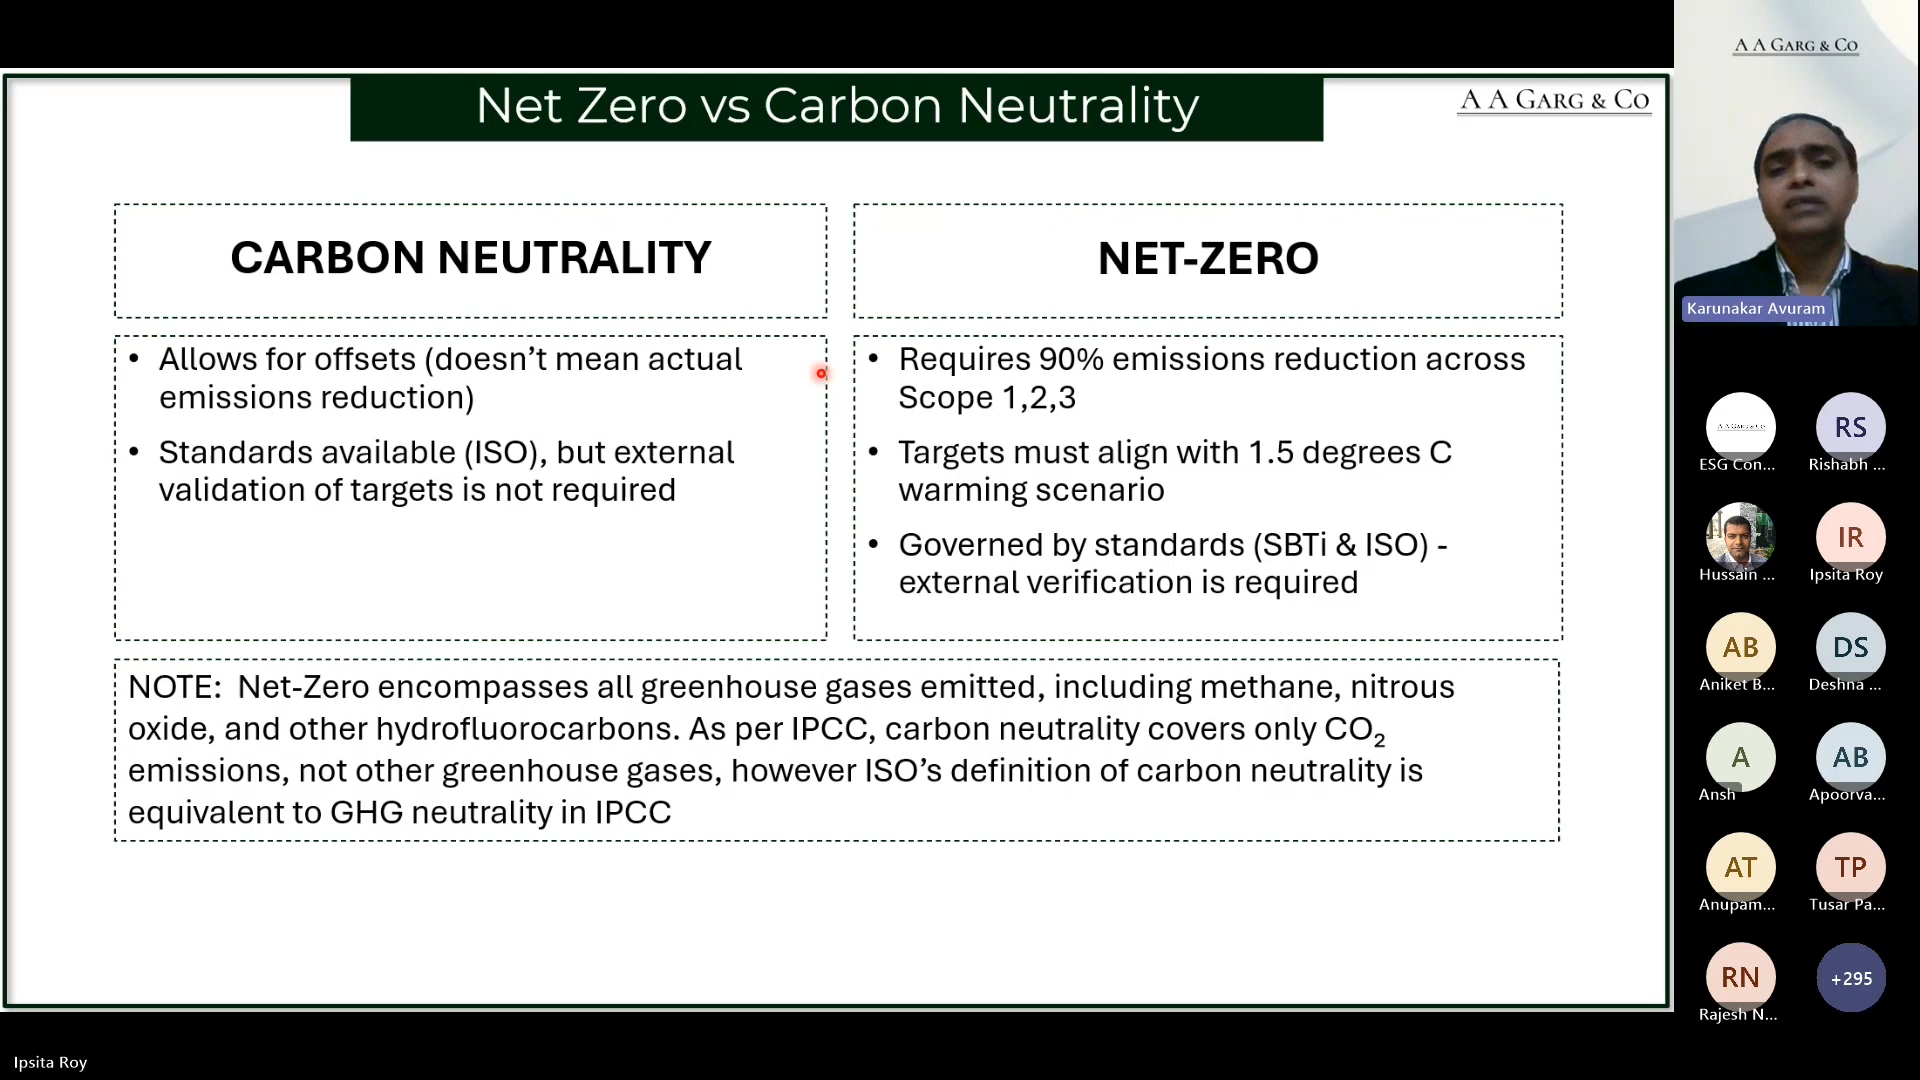 Net Zero vs Carbon Neutrality
A A GARG & CO
CARBON NEUTRALITY
• Allows for offsets (doesn’t mean actual
emissions reduction)
• Standards available (ISO), but external
validation of targets is not required
NET-ZERO
• Requires 90% emissions reduction across
Scope 1,2,3
• Targets must align with 1.5 degrees C
warming scenario
• Governed by standards (SBTi & ISO) -
external verification is required
NOTE:  Net-Zero encompasses all greenhouse gases emitted, including methane, nitrous
oxide, and other hydrofluorocarbons. As per IPCC, carbon neutrality covers only CO₂
emissions, not other greenhouse gases, however ISO’s definition of carbon neutrality is
equivalent to GHG neutrality in IPCC
A A GARG & CO
Karunakar Avuram
A A GARG & CO
ESG Con...
RS
Rishabh ...
Hussain ...
IR
Ipsita Roy
AB
Aniket B...
DS
Deshna ...
A
Ansh
AB
Apoorva...
AT
Anupam...
TP
Tusar Pa...
RN
Rajesh N...
+295
Ipsita Roy